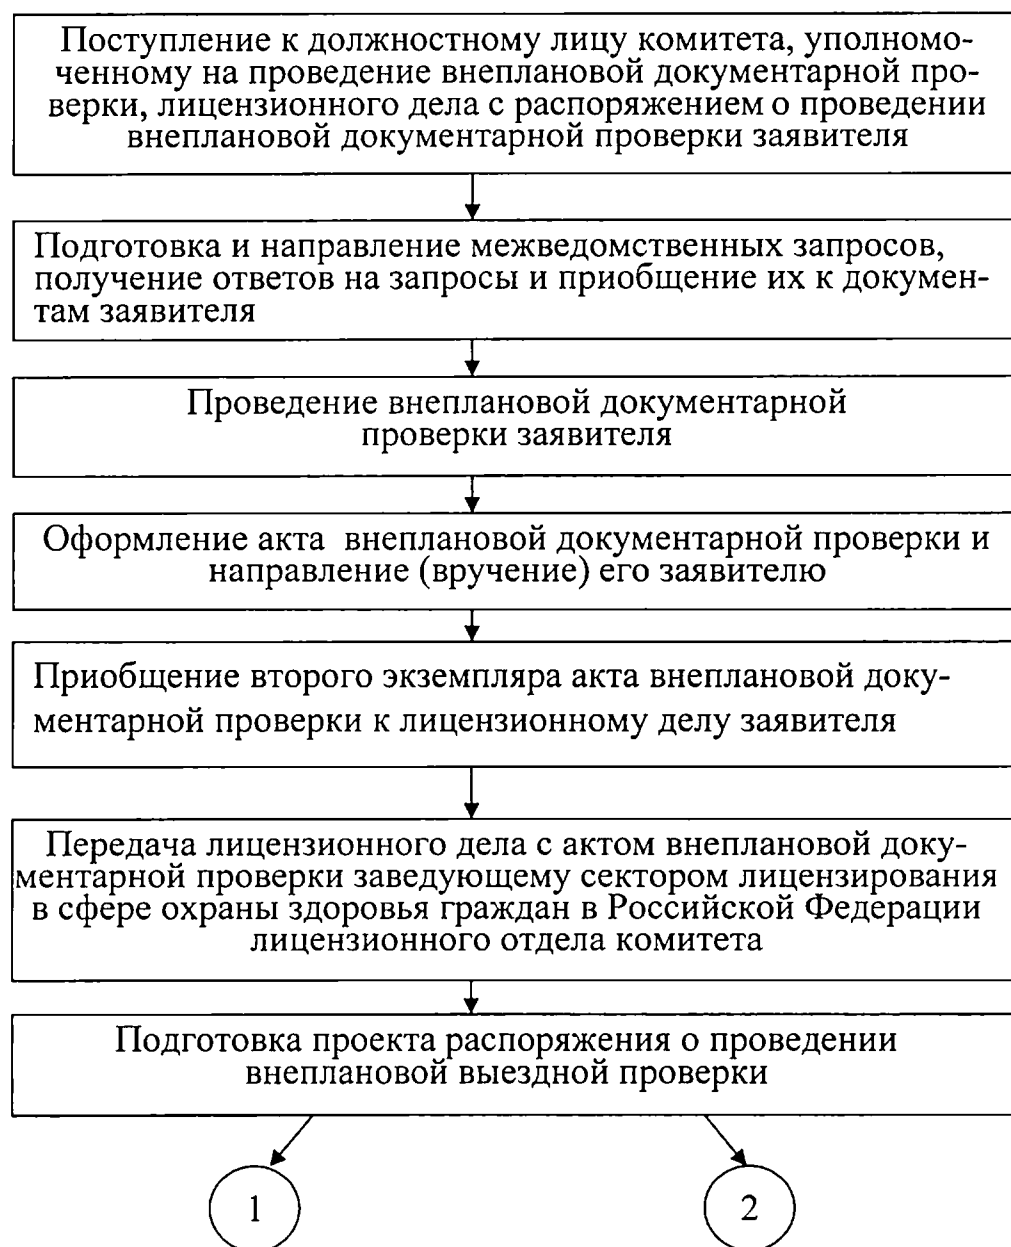 Поступление к должностному лицу комитета, уполномо-
ченному на проведение внеплановой документарной про-
верки, лицензионного дела с распоряжением о проведении
внеплановой документарной проверки заявителя
Подготовка и направление межведомственных запросов,
получение ответов на запросы и приобщение их к докумен-
там заявителя
Проведение внеплановой документарной
проверки заявителя
Оформление акта внеплановой документарной проверки и
направление (вручение) его заявителю
Приобщение второго экземпляра акта внеплановой доку-
ментарной проверки к лицензионному делу заявителя
Передача лицензионного дела с актом внеплановой доку-
ментарной проверки заведующему сектором лицензирования
в сфере охраны здоровья граждан в Российской Федерации
лицензионного отдела комитета
Подготовка проекта распоряжения о проведении
внеплановой выездной проверки
1 2